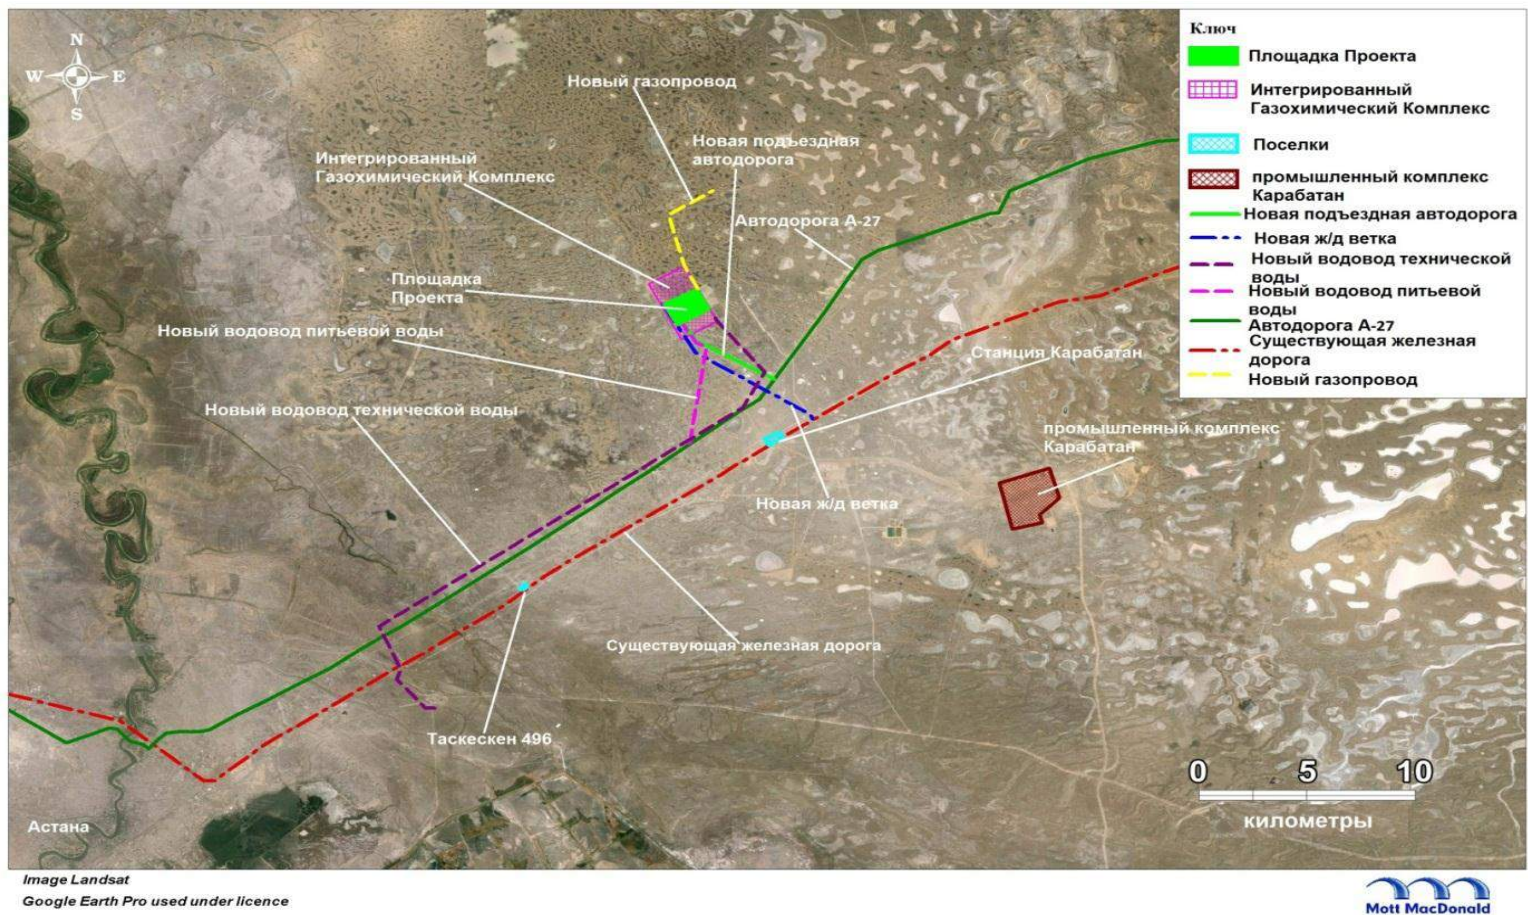 N
W E
S
Новый газопровод
Новая подъездная
автодорога
Интегрированный
Газохимический Комплекс
Автодорога А-27
Площадка
Проекта
Новый водовод питьевой воды
Станция Карабатан
Новый водовод технической воды
промышленный комплекс
Карабатан
Новая ж/д ветка
Существующая железная дорога
Таскескен 496
Астана
Ключ
Площадка Проекта
Интегрированный
Газохимический Комплекс
Поселки
промышленный комплекс
Карабатан
Новая подъездная автодорога
Новая ж/д ветка
Новый водовод технической
воды
Новый водовод питьевой
воды
Автодорога А-27
Существующая железная
дорога
Новый газопровод
0 5 10
километры
Image Landsat
Google Earth Pro used under licence
Mott MacDonald